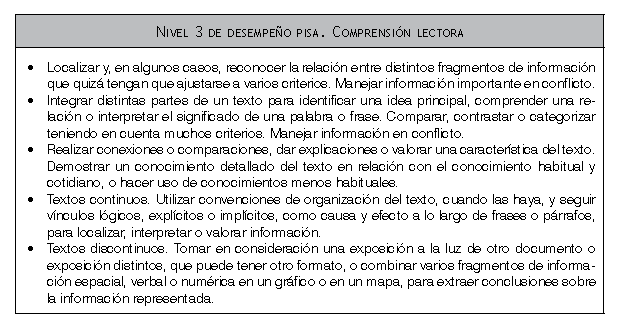 Nivel 3 de desempeño pisa. Comprensión lectora
• Localizar y, en algunos casos, reconocer la relación entre distintos fragmentos de información
que quizá tengan que ajustarse a varios criterios. Manejar información importante en conflicto.
• Integrar distintas partes de un texto para identificar una idea principal, comprender una re-
lación o interpretar el significado de una palabra o frase. Comparar, contrastar o categorizar
teniendo en cuenta muchos criterios. Manejar información en conflicto.
• Realizar conexiones o comparaciones, dar explicaciones o valorar una característica del texto.
Demostrar un conocimiento detallado del texto en relación con el conocimiento habitual y
cotidiano, o hacer uso de conocimientos menos habituales.
• Textos continuos. Utilizar convenciones de organización del texto, cuando las haya, y seguir
vínculos lógicos, explícitos o implícitos, como causa y efecto a lo largo de frases o párrafos,
para localizar, interpretar o valorar información.
• Textos discontinuos. Tomar en consideración una exposición a la luz de otro documento o
exposición distintos, que puede tener otro formato, o combinar varios fragmentos de informa-
ción espacial, verbal o numérica en un gráfico o en un mapa, para extraer conclusiones sobre
la información representada.